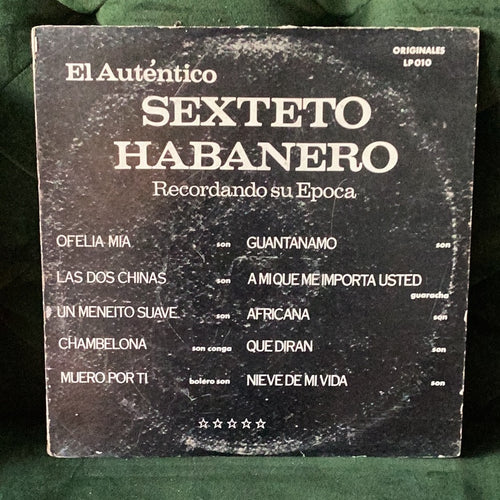 ORIGINALES
LP 010
El Auténtico
SEXTETO
HABANERO
Recordando su Epoca
OFELIA MIA son
LAS DOS CHINAS son
UN MENEITO SUAVE son
CHAMBELONA son conga
MUERO POR TI boléro son
GUANTANAMO son
A MI QUE ME IMPORTA USTED
guaracha
AFRICANA son
QUE DIRAN son
NIEVE DE MI VIDA son